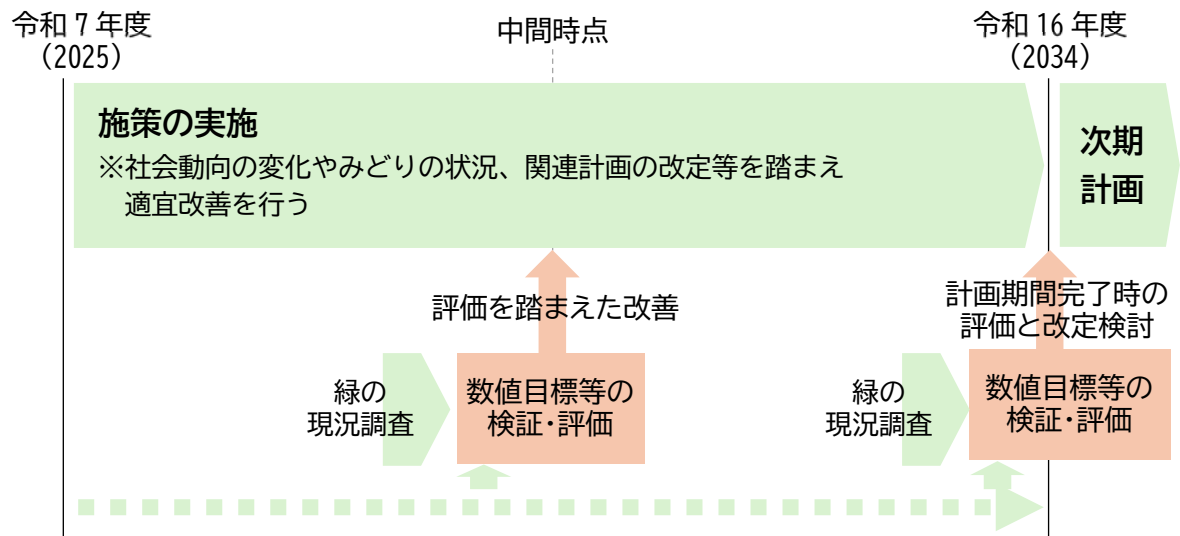 令和７年度
（2025）
中間時点
令和 16 年度
（2034）
施策の実施
※社会動向の変化やみどりの状況、関連計画の改定等を踏まえ
適宜改善を行う
次期
計画
評価を踏まえた改善
計画期間完了時の
評価と改定検討
緑の
現況調査
数値目標等の
検証･評価
緑の
現況調査
数値目標等の
検証･評価